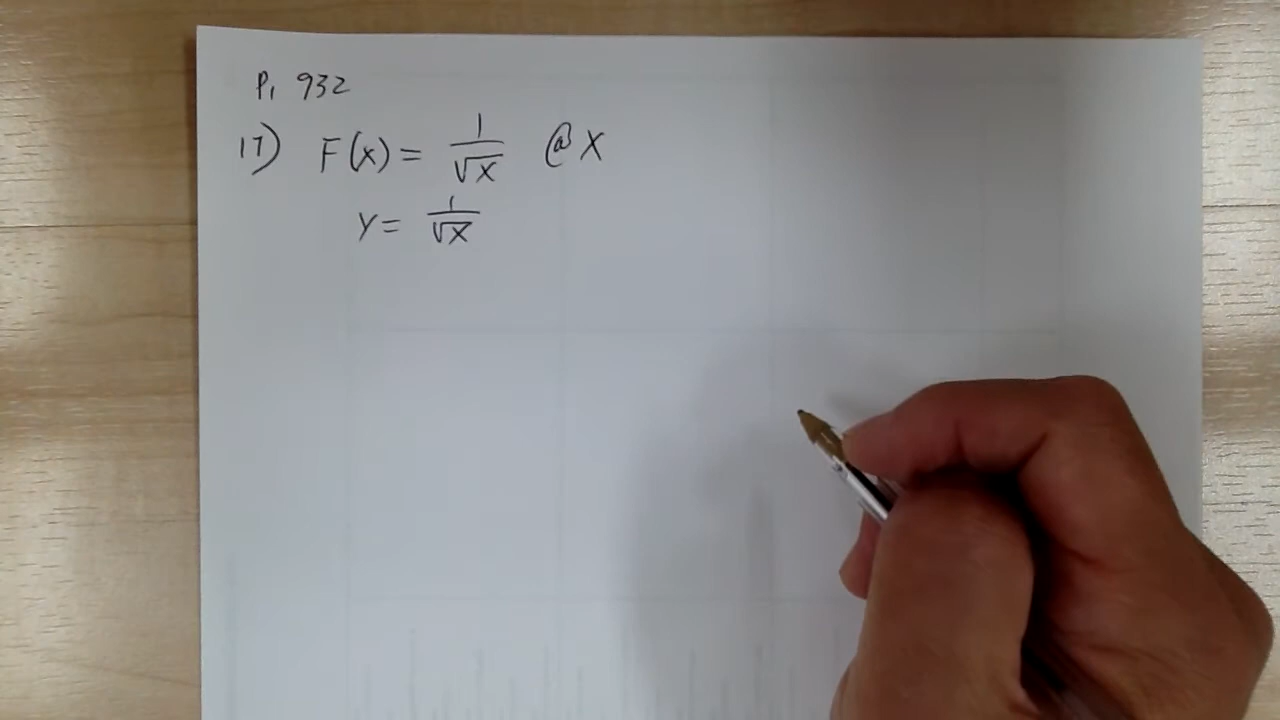 P. 932
17) F(x) = 1/√x @ x
y = 1/√x